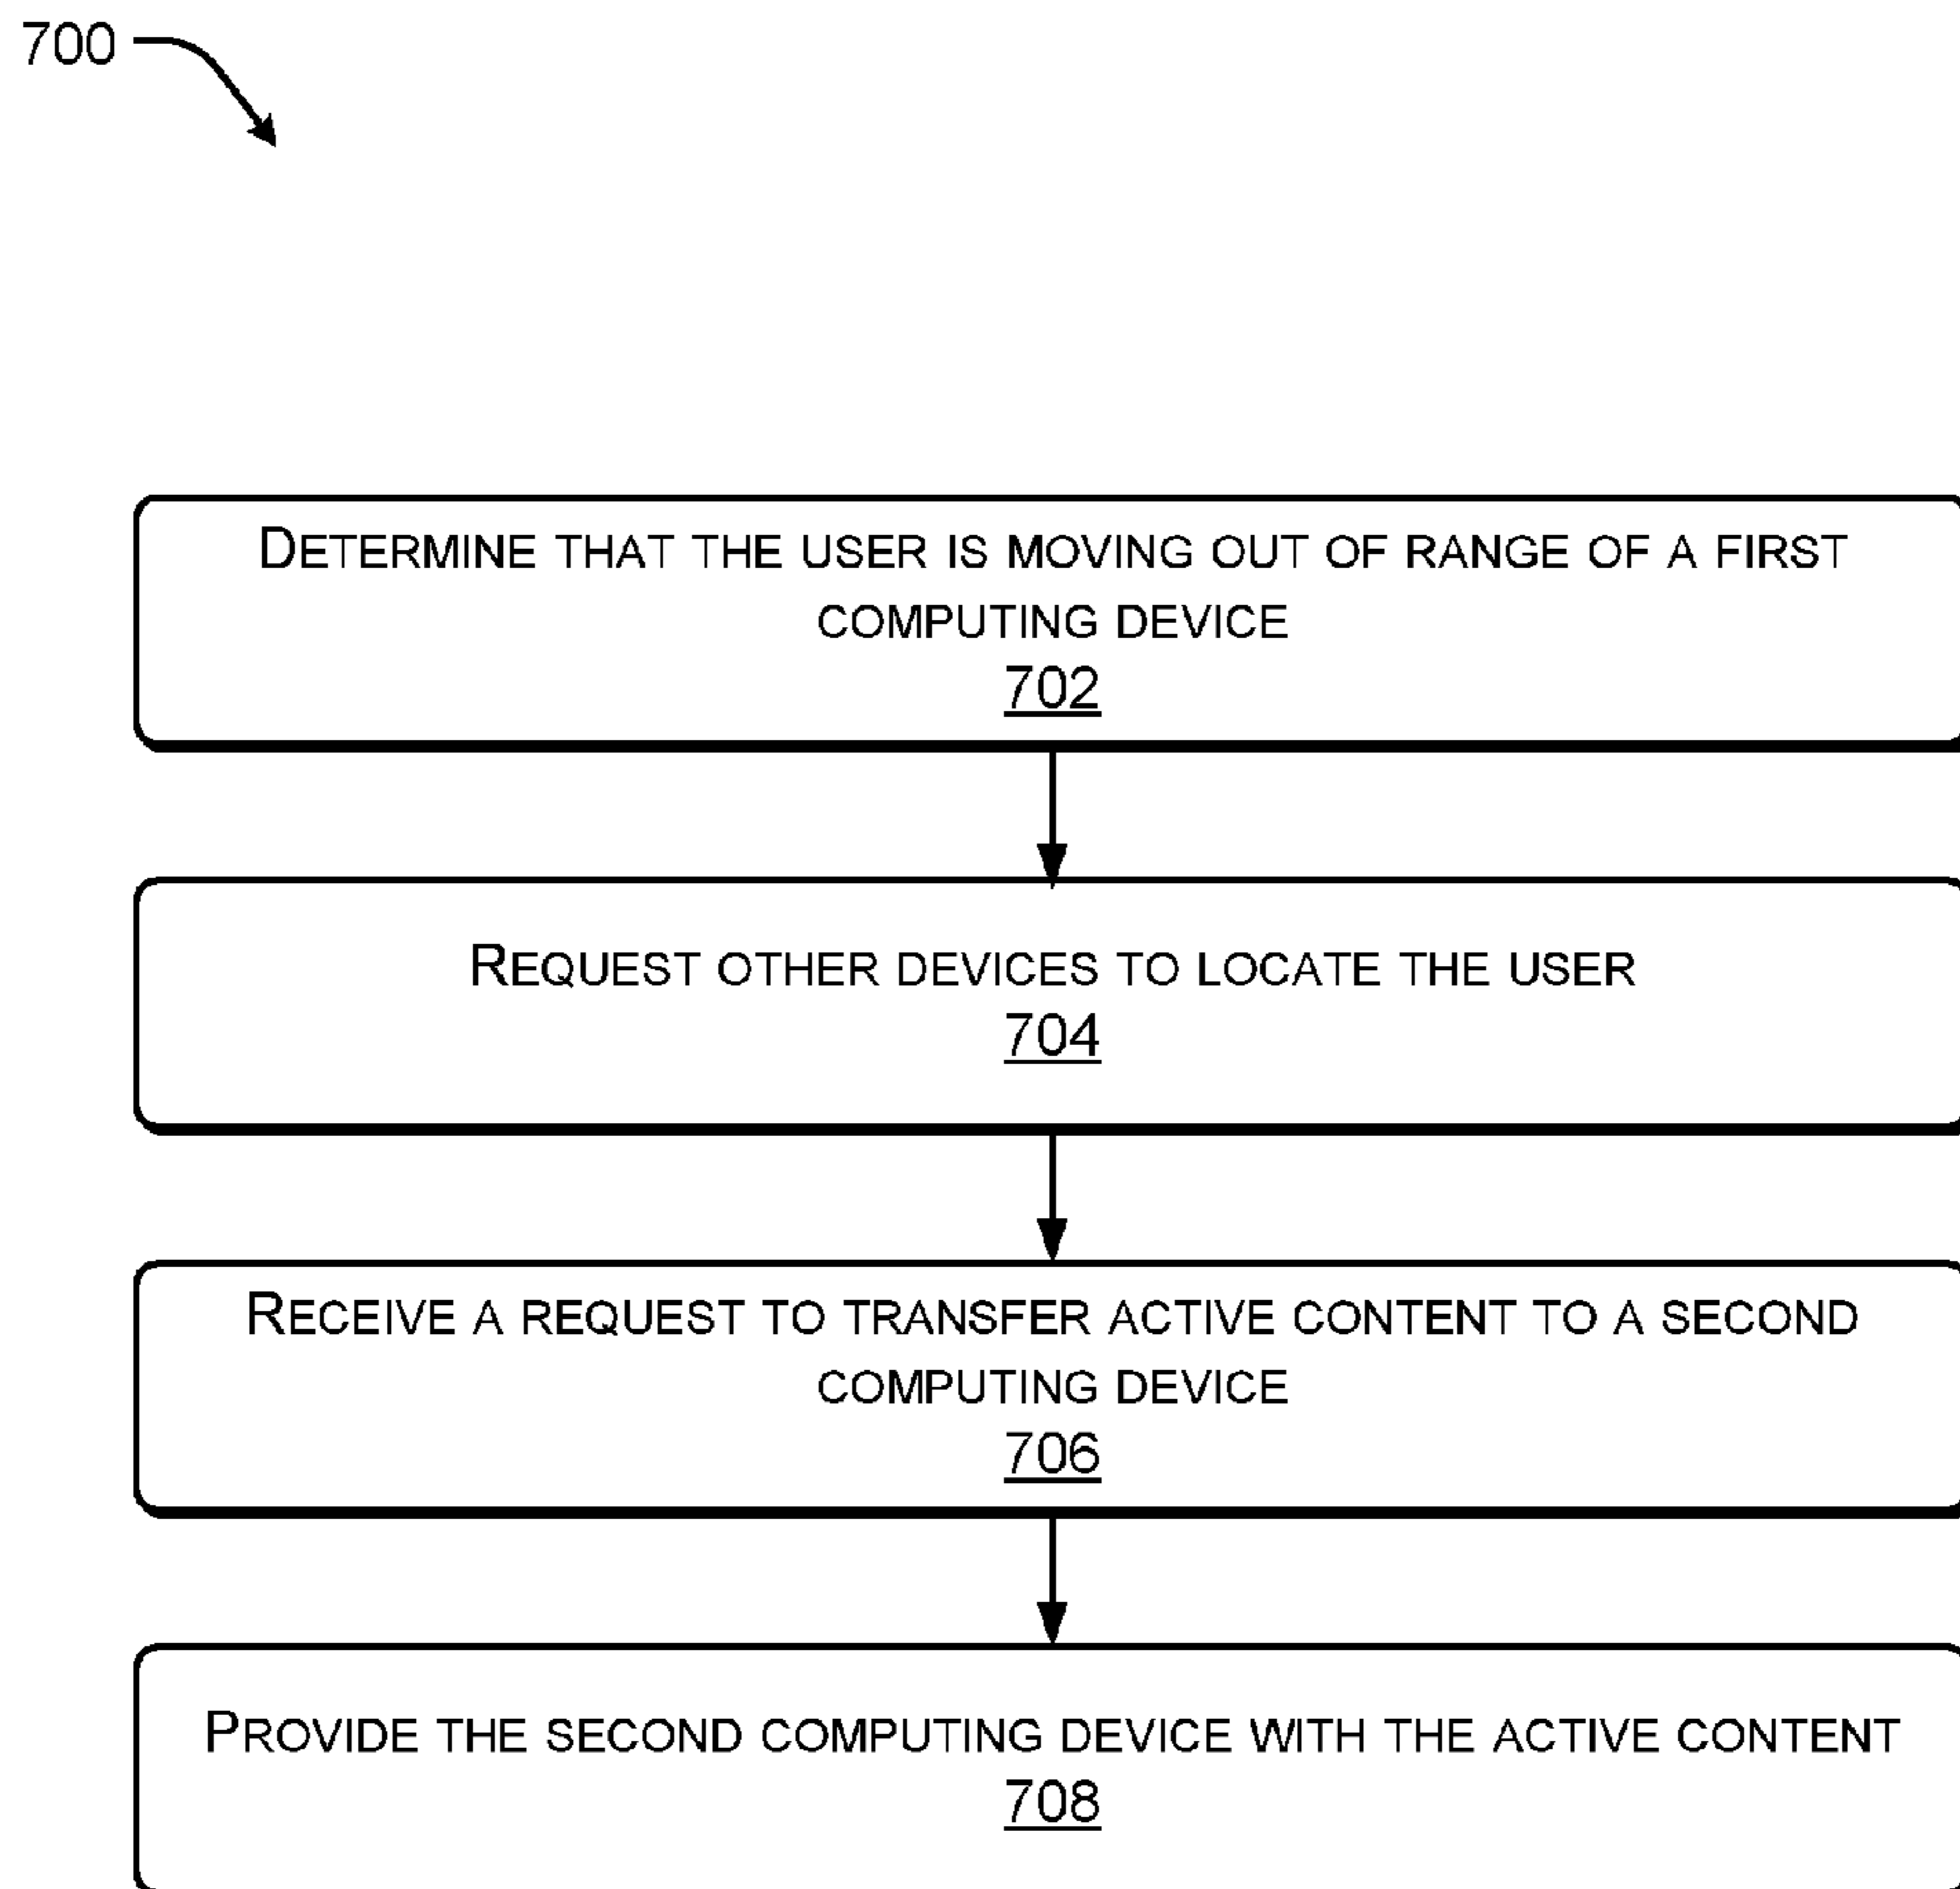 700
DETERMINE THAT THE USER IS MOVING OUT OF RANGE OF A FIRST
COMPUTING DEVICE
702
REQUEST OTHER DEVICES TO LOCATE THE USER
704
RECEIVE A REQUEST TO TRANSFER ACTIVE CONTENT TO A SECOND
COMPUTING DEVICE
706
PROVIDE THE SECOND COMPUTING DEVICE WITH THE ACTIVE CONTENT
708